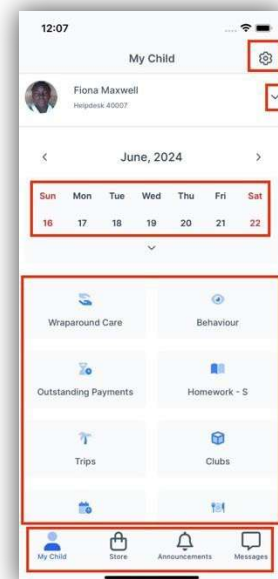 12:07
My Child
Fiona Maxwell
Helpdesk 40007
June, 2024
Sun Mon Tue Wed Thu Fri Sat
16 17 18 19 20 21 22
Wraparound Care Behaviour
Outstanding Payments Homework - S
Trips Clubs
My Child Store Announcements Messages